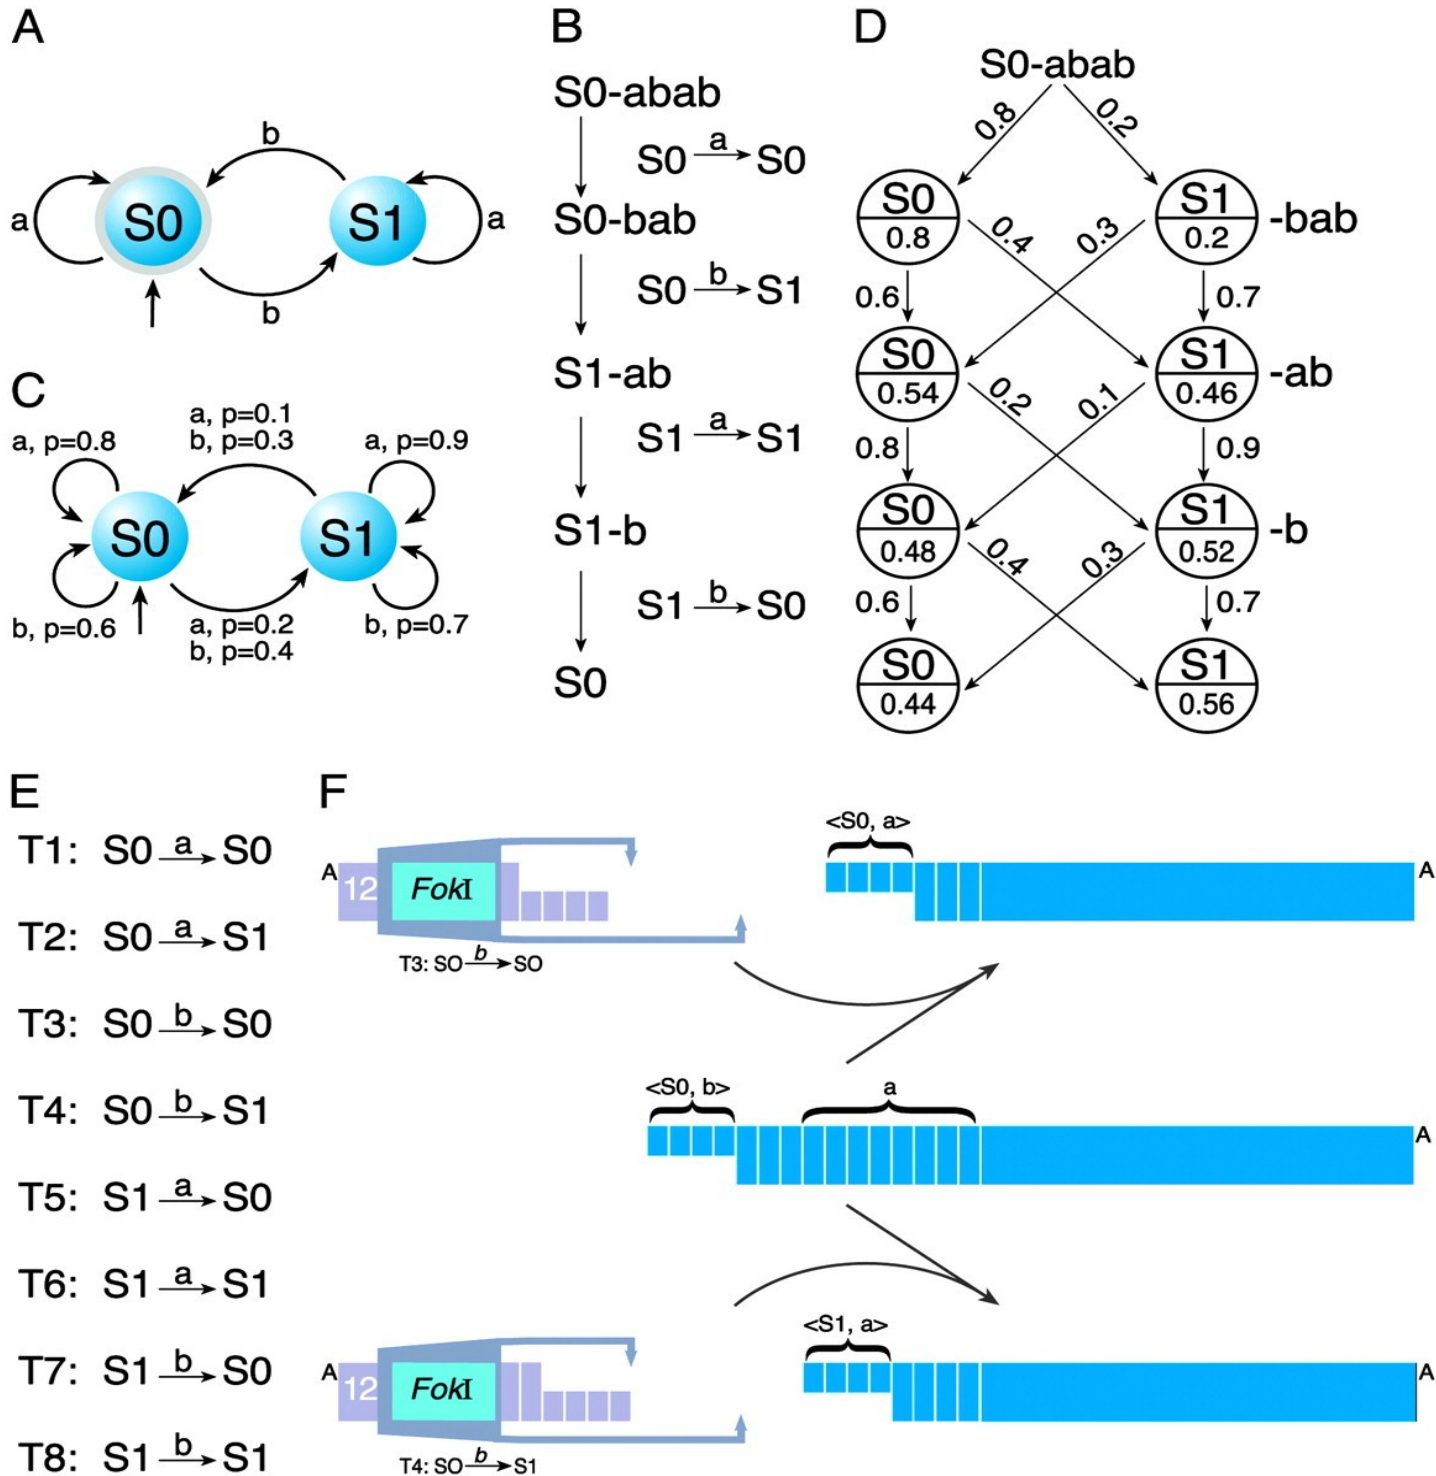 A
b
a
S0
S1
a
b
B
S0-abab
S0 a S0
S0-bab
S0 b S1
S1-ab
S1 a S1
S1-b
S1 b S0
S0
C
a, p=0.8
a, p=0.1
b, p=0.3
a, p=0.9
S0
S1
b, p=0.6
a, p=0.2
b, p=0.4
b, p=0.7
D
S0-abab
0.8
0.2
S0
0.8
S1
0.2
-bab
0.4
0.3
0.6
0.7
S0
0.54
S1
0.46
-ab
0.2
0.1
0.8
0.9
S0
0.48
S1
0.52
-b
0.4
0.3
0.6
0.7
S0
0.44
S1
0.56
E
T1: S0 a S0
T2: S0 a S1
T3: S0 b S0
T4: S0 b S1
T5: S1 a S0
T6: S1 a S1
T7: S1 b S0
T8: S1 b S1
F
A
12
FokI
T3: SO b SO
<S0, a>
A
<S0, b>
a
A
A
12
FokI
T4: SO b S1
<S1, a>
A